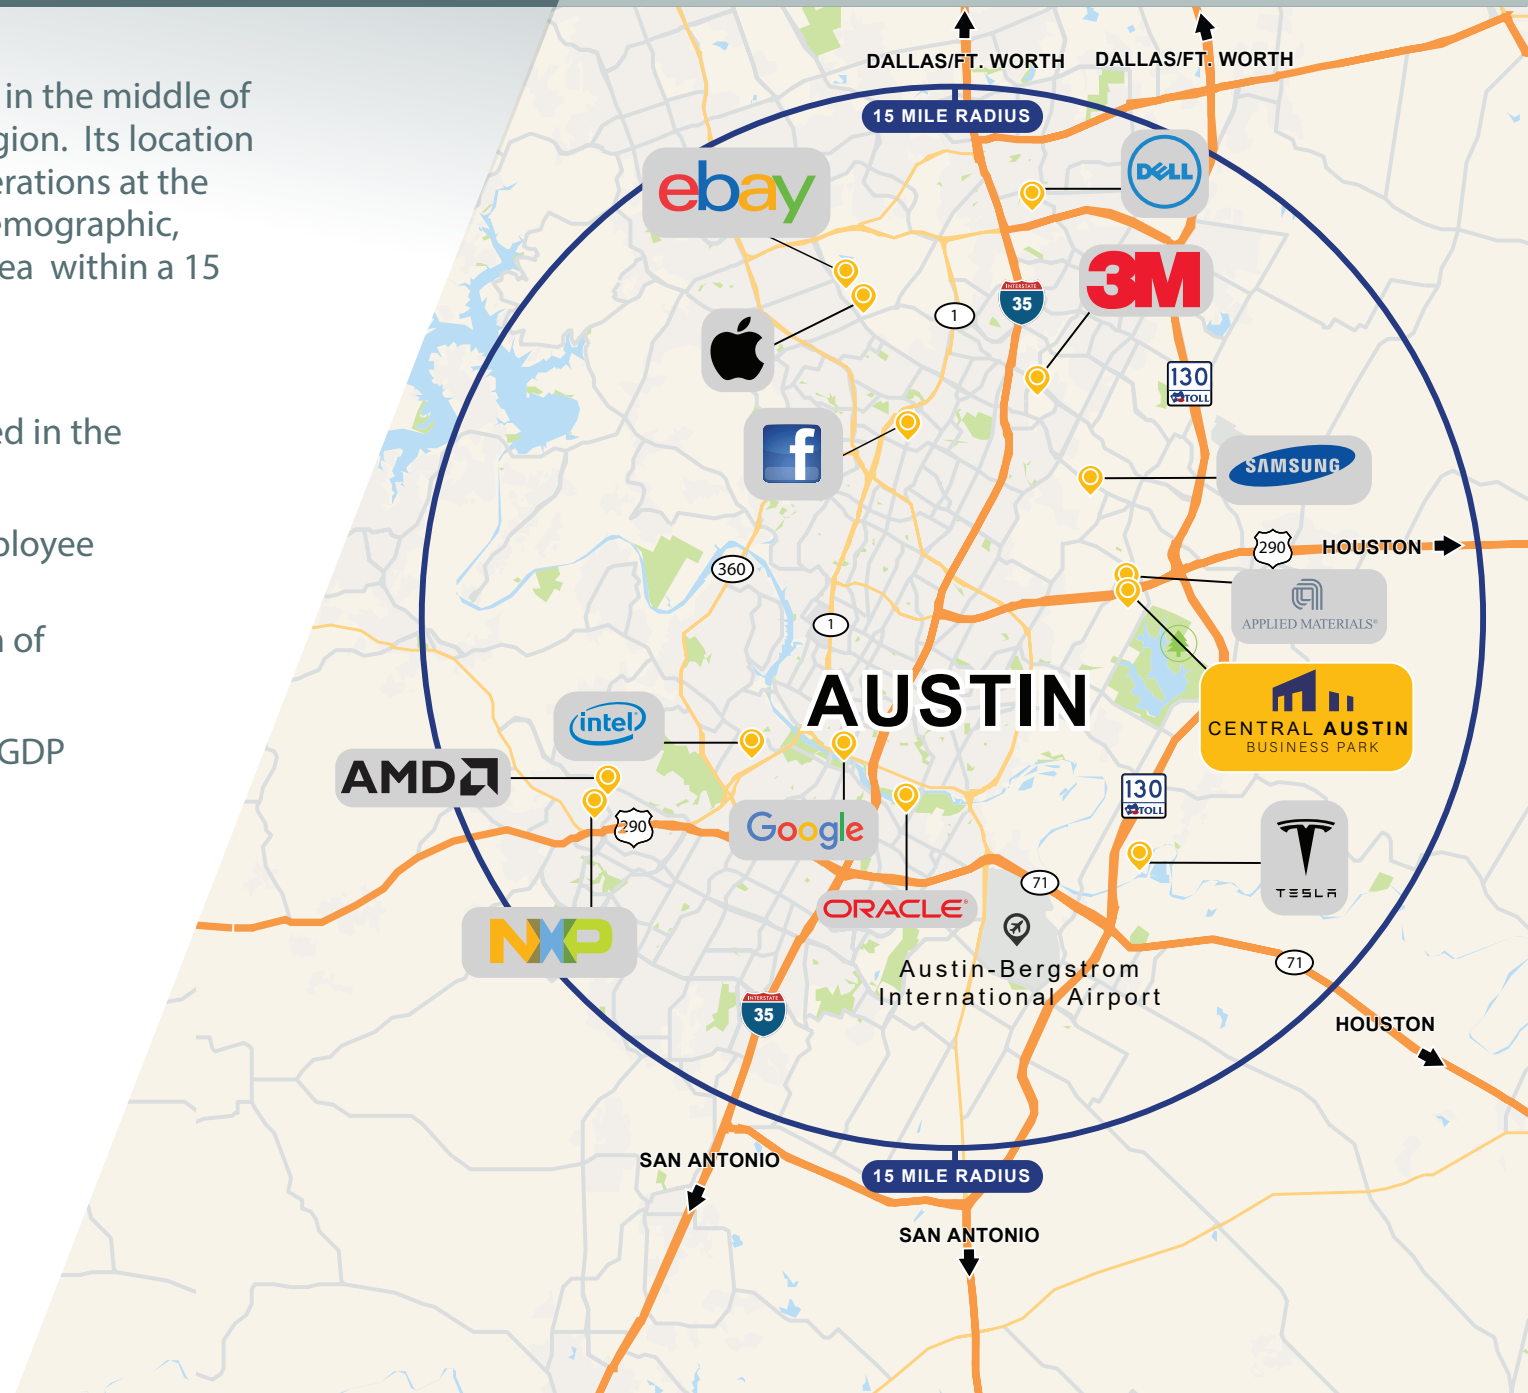 in the middle of
gion. Its location
erations at the
emographic,
ea within a 15
ed in the
ployee
n of
GDP
DALLAS/FT. WORTH
DALLAS/FT. WORTH
15 MILE RADIUS
ebay
DELL
3M
INTERSTATE
35
1
130
TOLL
f
SAMSUNG
290
HOUSTON
360
APPLIED MATERIALS®
1
AUSTIN
CENTRAL AUSTIN
BUSINESS PARK
intel
AMD
130
TOLL
Google
290
TESLA
71
ORACLE®
NXP
Austin-Bergstrom
International Airport
71
INTERSTATE
35
HOUSTON
SAN ANTONIO
15 MILE RADIUS
SAN ANTONIO